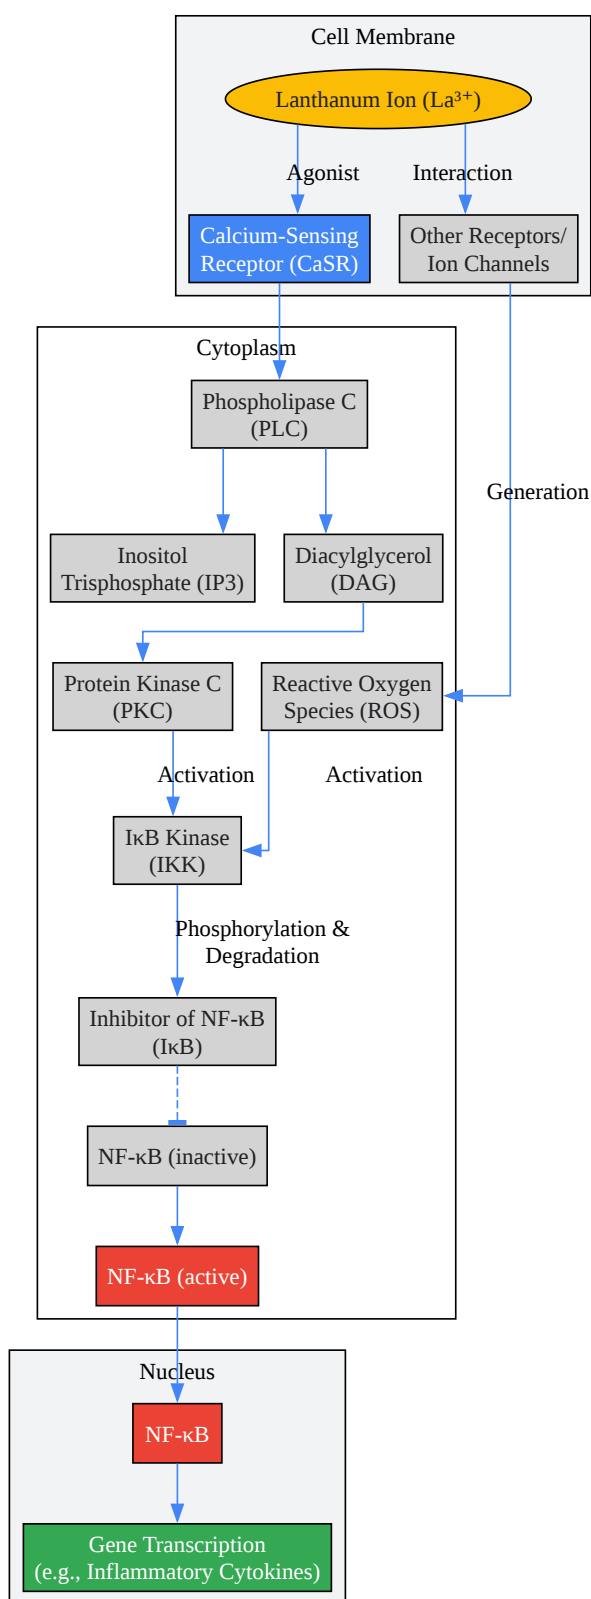 Cell Membrane
Lanthanum Ion (La³⁺)
Agonist
Interaction
Calcium-Sensing
Receptor (CaSR)
Other Receptors/
Ion Channels
Cytoplasm
Phospholipase C
(PLC)
Generation
Inositol
Trisphosphate (IP3)
Diacylglycerol
(DAG)
Protein Kinase C
(PKC)
Reactive Oxygen
Species (ROS)
Activation
Activation
IκB Kinase
(IKK)
Phosphorylation &
Degradation
Inhibitor of NF-κB
(IκB)
NF-κB (inactive)
NF-κB (active)
Nucleus
NF-κB
Gene Transcription
(e.g., Inflammatory Cytokines)